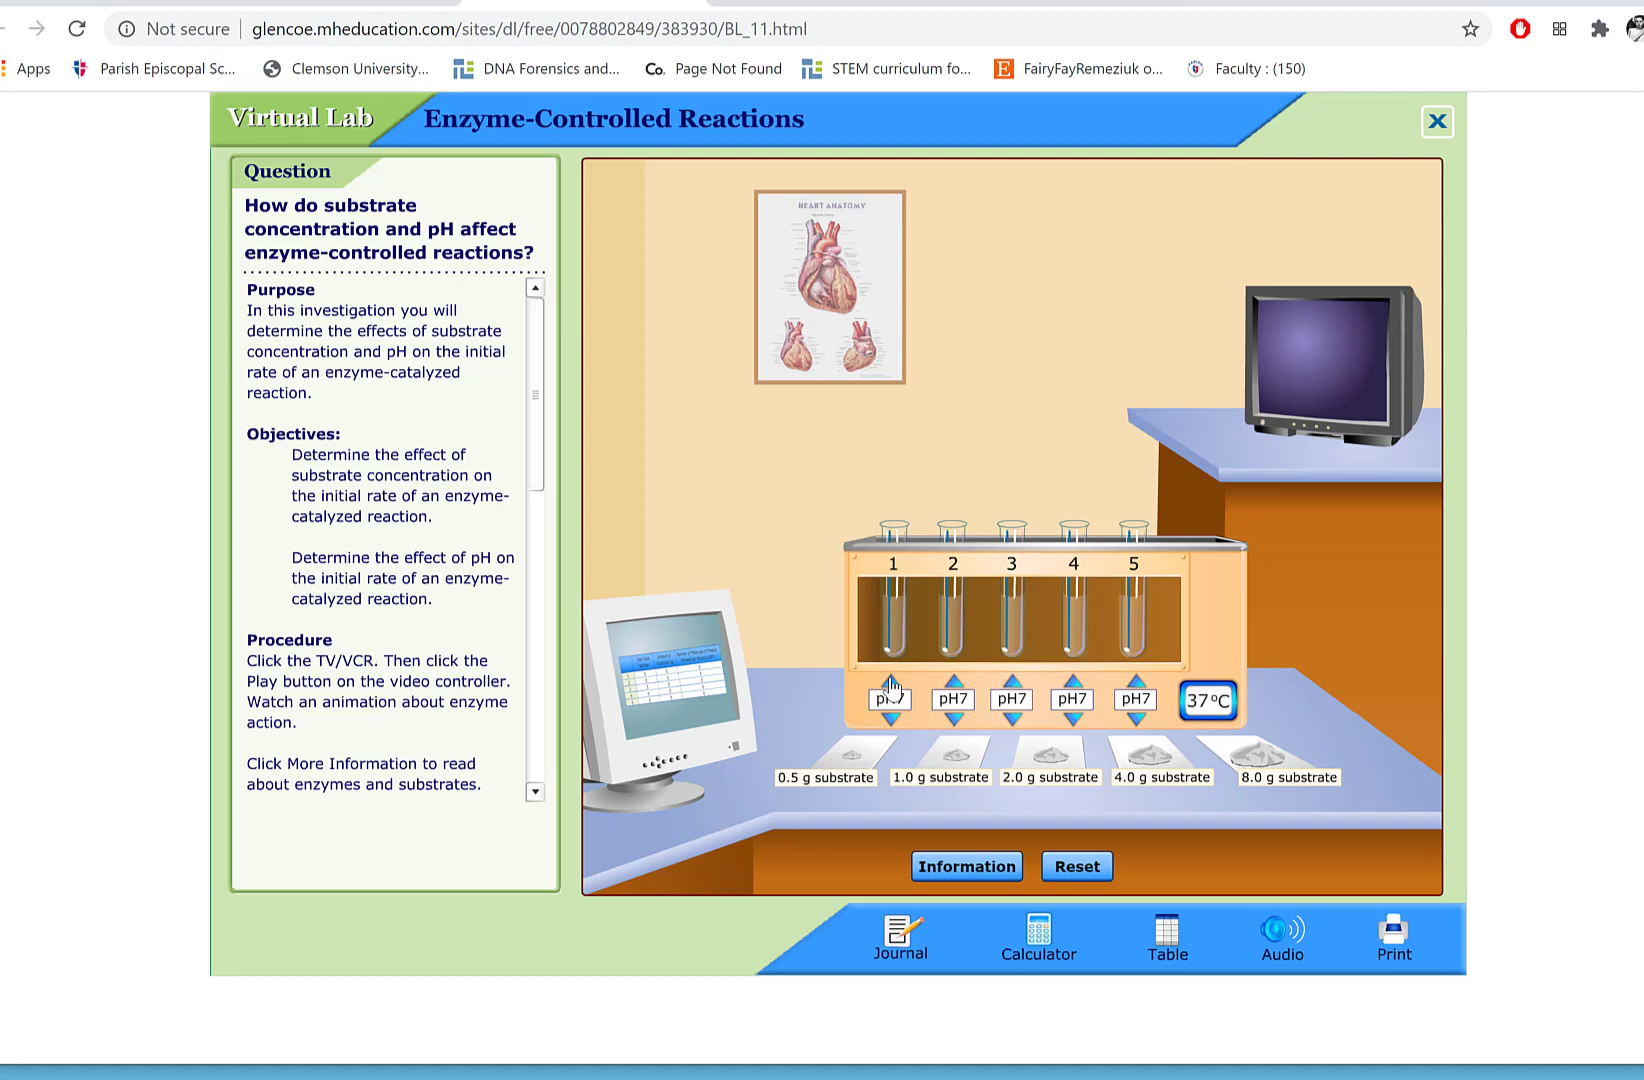 Not secure | glencoe.mheducation.com/sites/dl/free/0078802849/383930/BL_11.html
Apps Parish Episcopal Sc... Clemson University... DNA Forensics and... Co. Page Not Found STEM curriculum fo... E FairyFayRemeziuk o... Faculty : (150)
Virtual Lab
Enzyme-Controlled Reactions
X
Question
How do substrate
concentration and pH affect
enzyme-controlled reactions?
Purpose
In this investigation you will
determine the effects of substrate
concentration and pH on the initial
rate of an enzyme-catalyzed
reaction.
Objectives:
Determine the effect of
substrate concentration on
the initial rate of an enzyme-
catalyzed reaction.
Determine the effect of pH on
the initial rate of an enzyme-
catalyzed reaction.
Procedure
Click the TV/VCR. Then click the
Play button on the video controller.
Watch an animation about enzyme
action.
Click More Information to read
about enzymes and substrates.
HEART ANATOMY
1 2 3 4 5
pH7 pH7 pH7 pH7 37°C
0.5 g substrate 1.0 g substrate 2.0 g substrate 4.0 g substrate 8.0 g substrate
Information Reset
Journal Calculator Table Audio Print